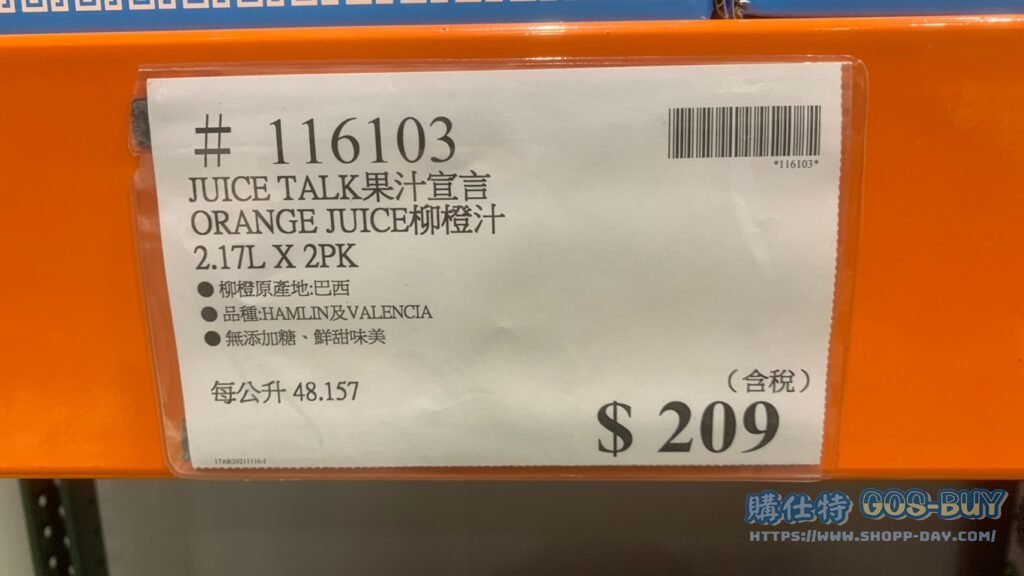 # 116103
*116103*
JUICE TALK果汁宣言
ORANGE JUICE柳橙汁
2.17L X 2PK
● 柳橙原產地:巴西
● 品種:HAMLIN及VALENCIA
● 無添加糖、鮮甜味美
每公升 48.157
（含稅）
$ 209
17AR20211116-1
購仕特 GOS-BUY
HTTPS://WWW.SHOPP-DAY.COM/